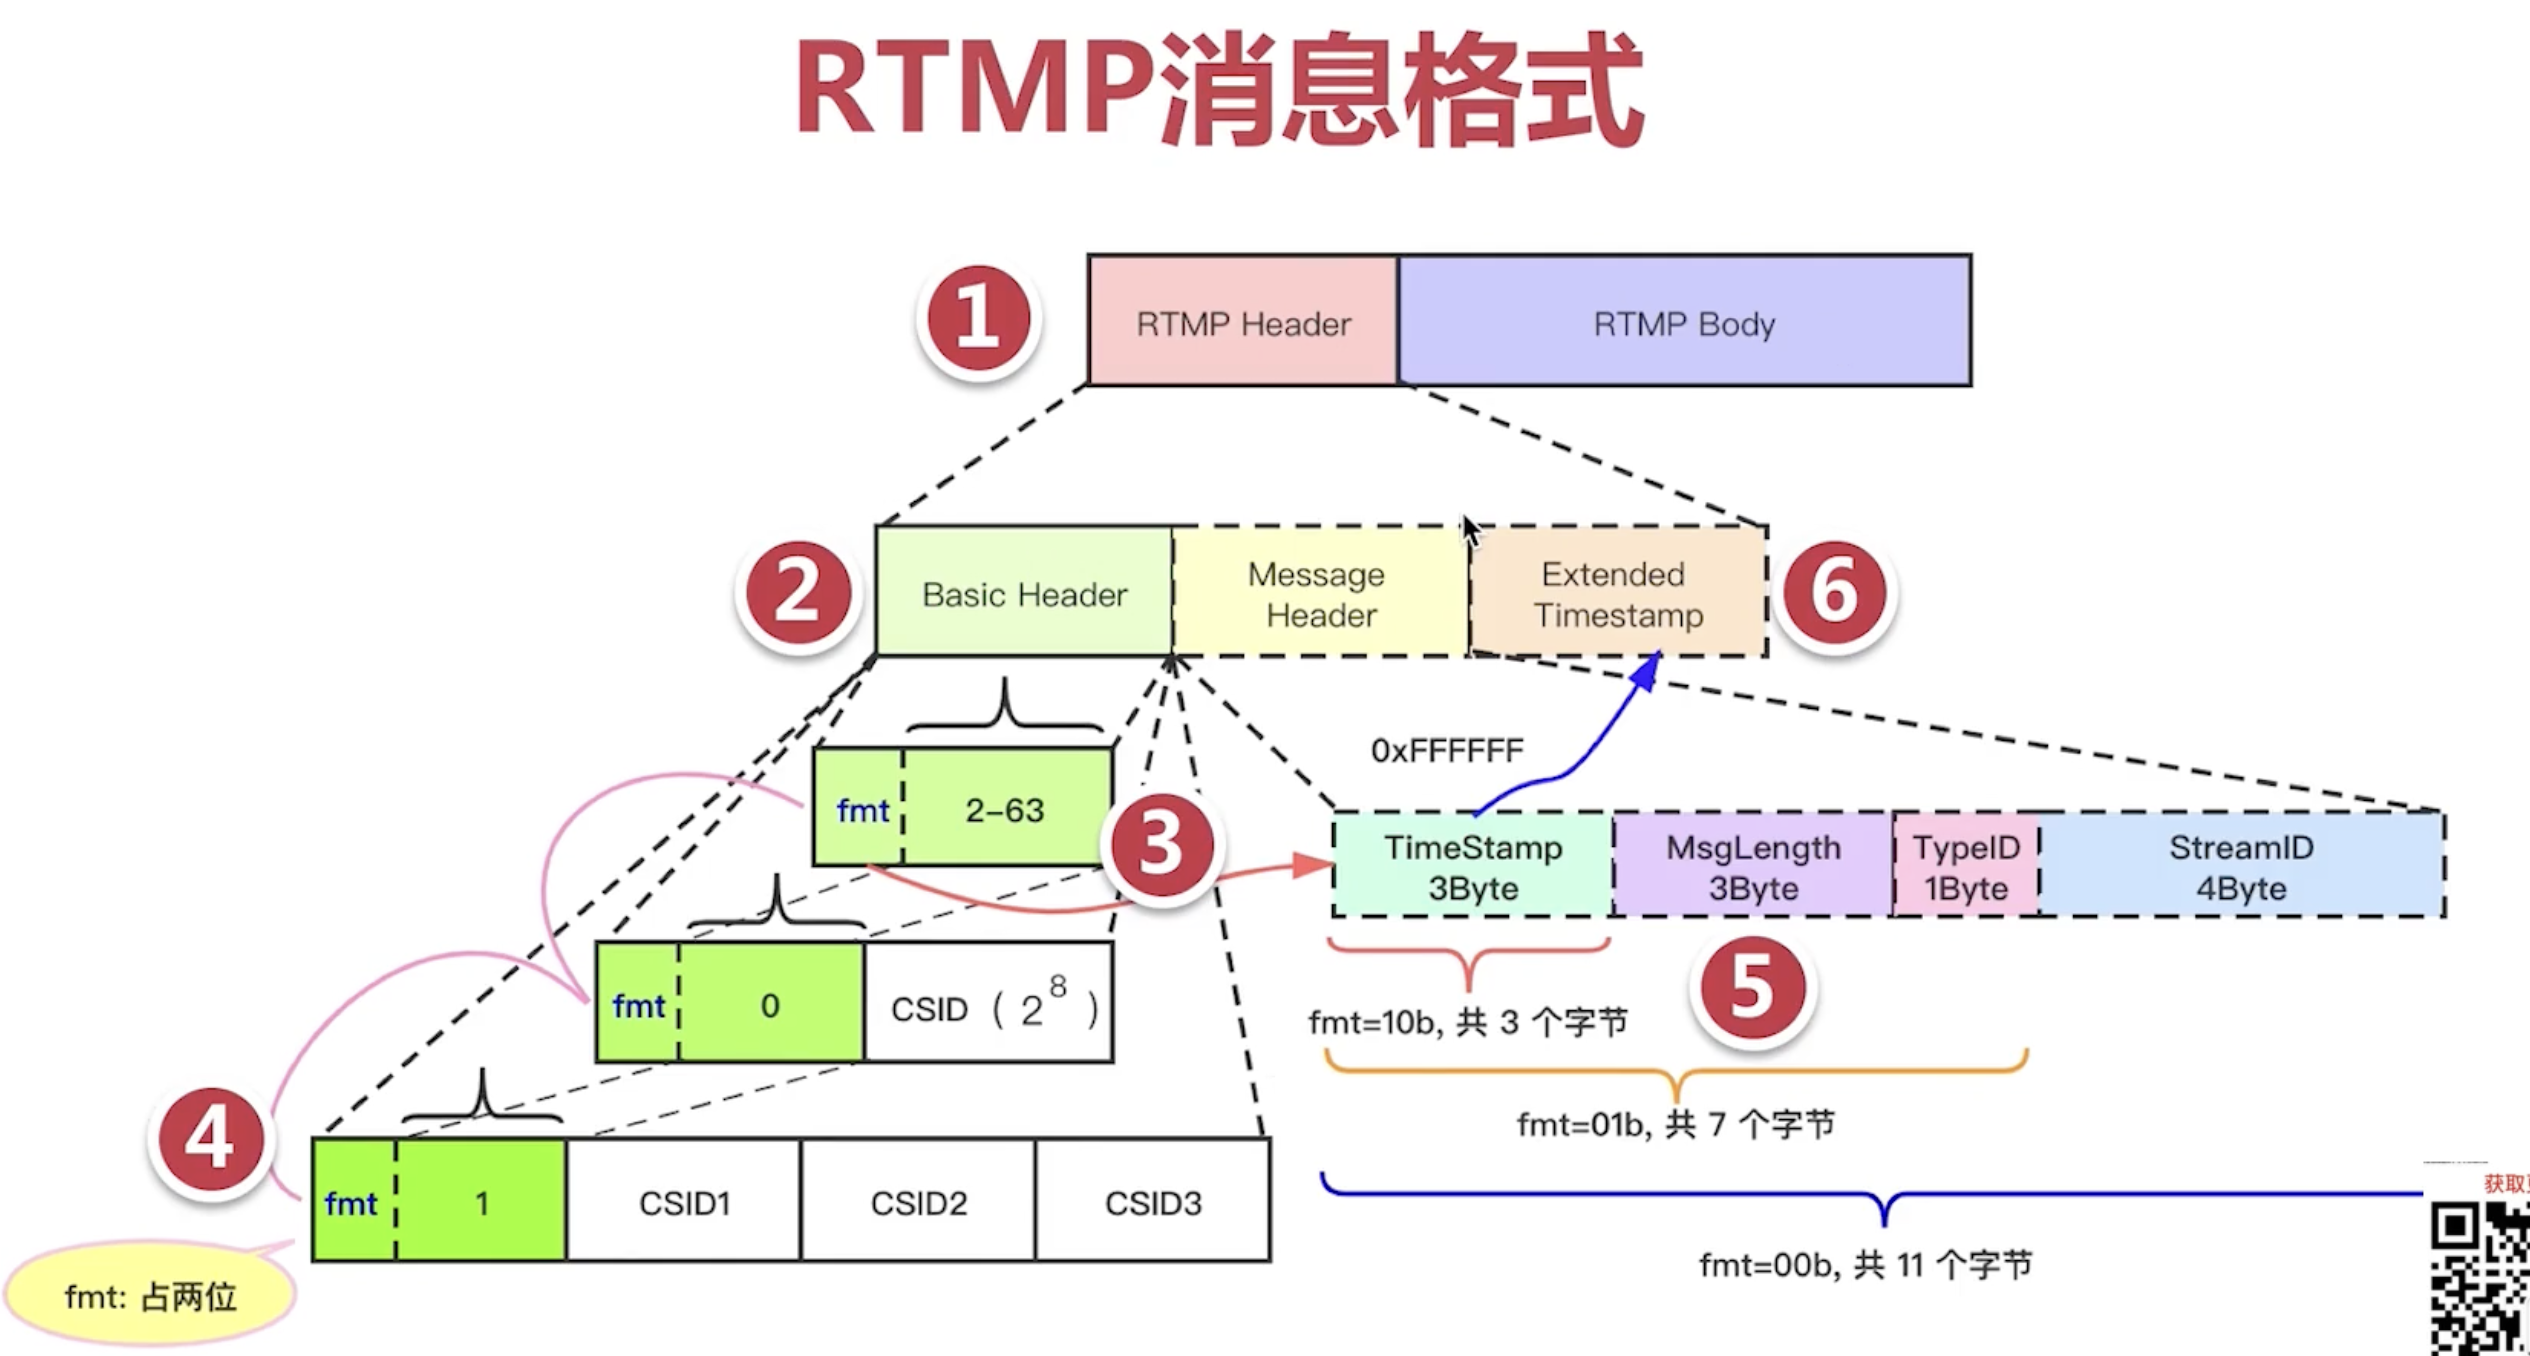 RTMP消息格式
1
RTMP Header
RTMP Body
2
Basic Header
Message
Header
Extended
Timestamp
6
0xFFFFFF
fmt
2-63
3
TimeStamp
3Byte
MsgLength
3Byte
TypeID
1Byte
StreamID
4Byte
fmt
0
CSID ( 2^8 )
5
fmt=10b, 共 3 个字节
fmt=01b, 共 7 个字节
4
fmt
1
CSID1
CSID2
CSID3
fmt=00b, 共 11 个字节
fmt: 占两位
获取